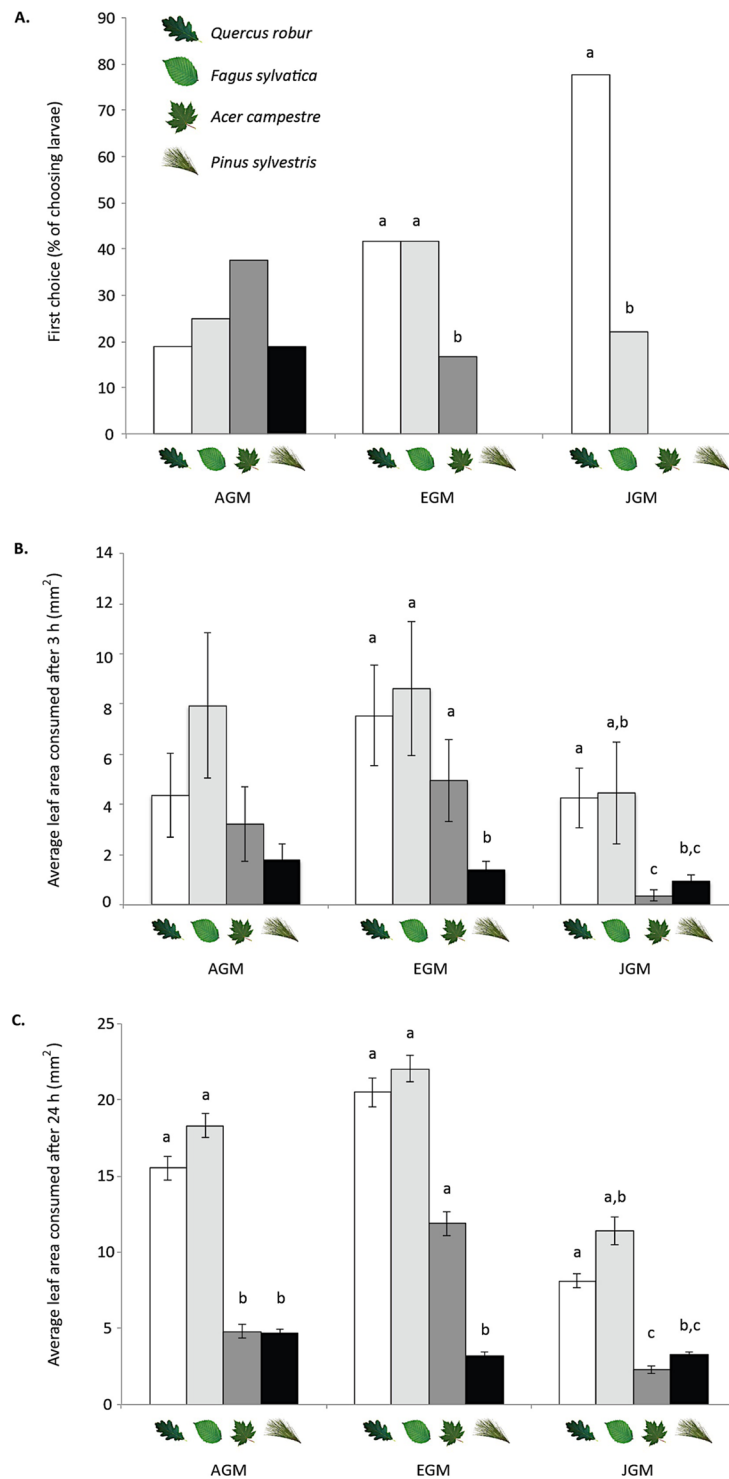 A.
90
80
70
60
50
40
30
20
10
0
First choice (% of choosing larvae)
Quercus robur
Fagus sylvatica
Acer campestre
Pinus sylvestris
a a b
a b
AGM EGM JGM
B.
14
12
10
8
6
4
2
0
Average leaf area consumed after 3 h (mm²)
a a a b
a a,b c b,c
AGM EGM JGM
C.
25
20
15
10
5
0
Average leaf area consumed after 24 h (mm²)
a a b b
a a a b
a a,b c b,c
AGM EGM JGM